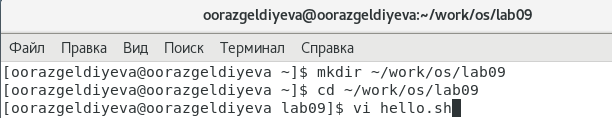 oorazgeldiyeva@oorazgeldiyeva:~/work/os/lab09
Файл Правка Вид Поиск Терминал Справка
[oorazgeldiyeva@oorazgeldiyeva ~]$ mkdir ~/work/os/lab09
[oorazgeldiyeva@oorazgeldiyeva ~]$ cd ~/work/os/lab09
[oorazgeldiyeva@oorazgeldiyeva lab09]$ vi hello.sh